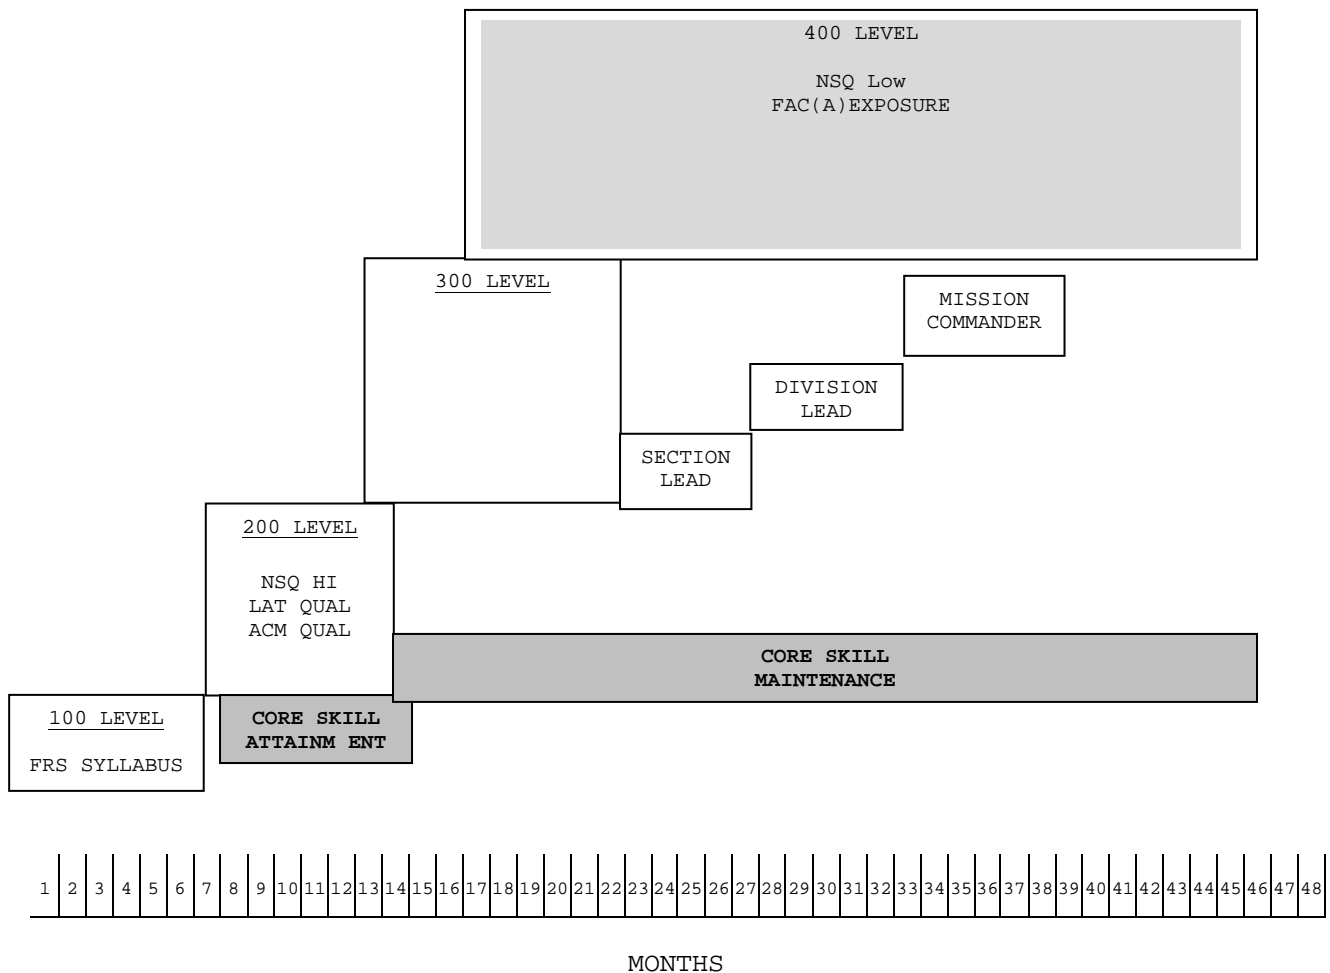 400 LEVEL
NSQ Low
FAC(A)EXPOSURE
300 LEVEL
MISSION
COMMANDER
DIVISION
LEAD
SECTION
LEAD
200 LEVEL
NSQ HI
LAT QUAL
ACM QUAL
CORE SKILL
MAINTENANCE
100 LEVEL
FRS SYLLABUS
CORE SKILL
ATTAINM ENT
1 2 3 4 5 6 7 8 9 10 11 12 13 14 15 16 17 18 19 20 21 22 23 24 25 26 27 28 29 30 31 32 33 34 35 36 37 38 39 40 41 42 43 44 45 46 47 48
MONTHS